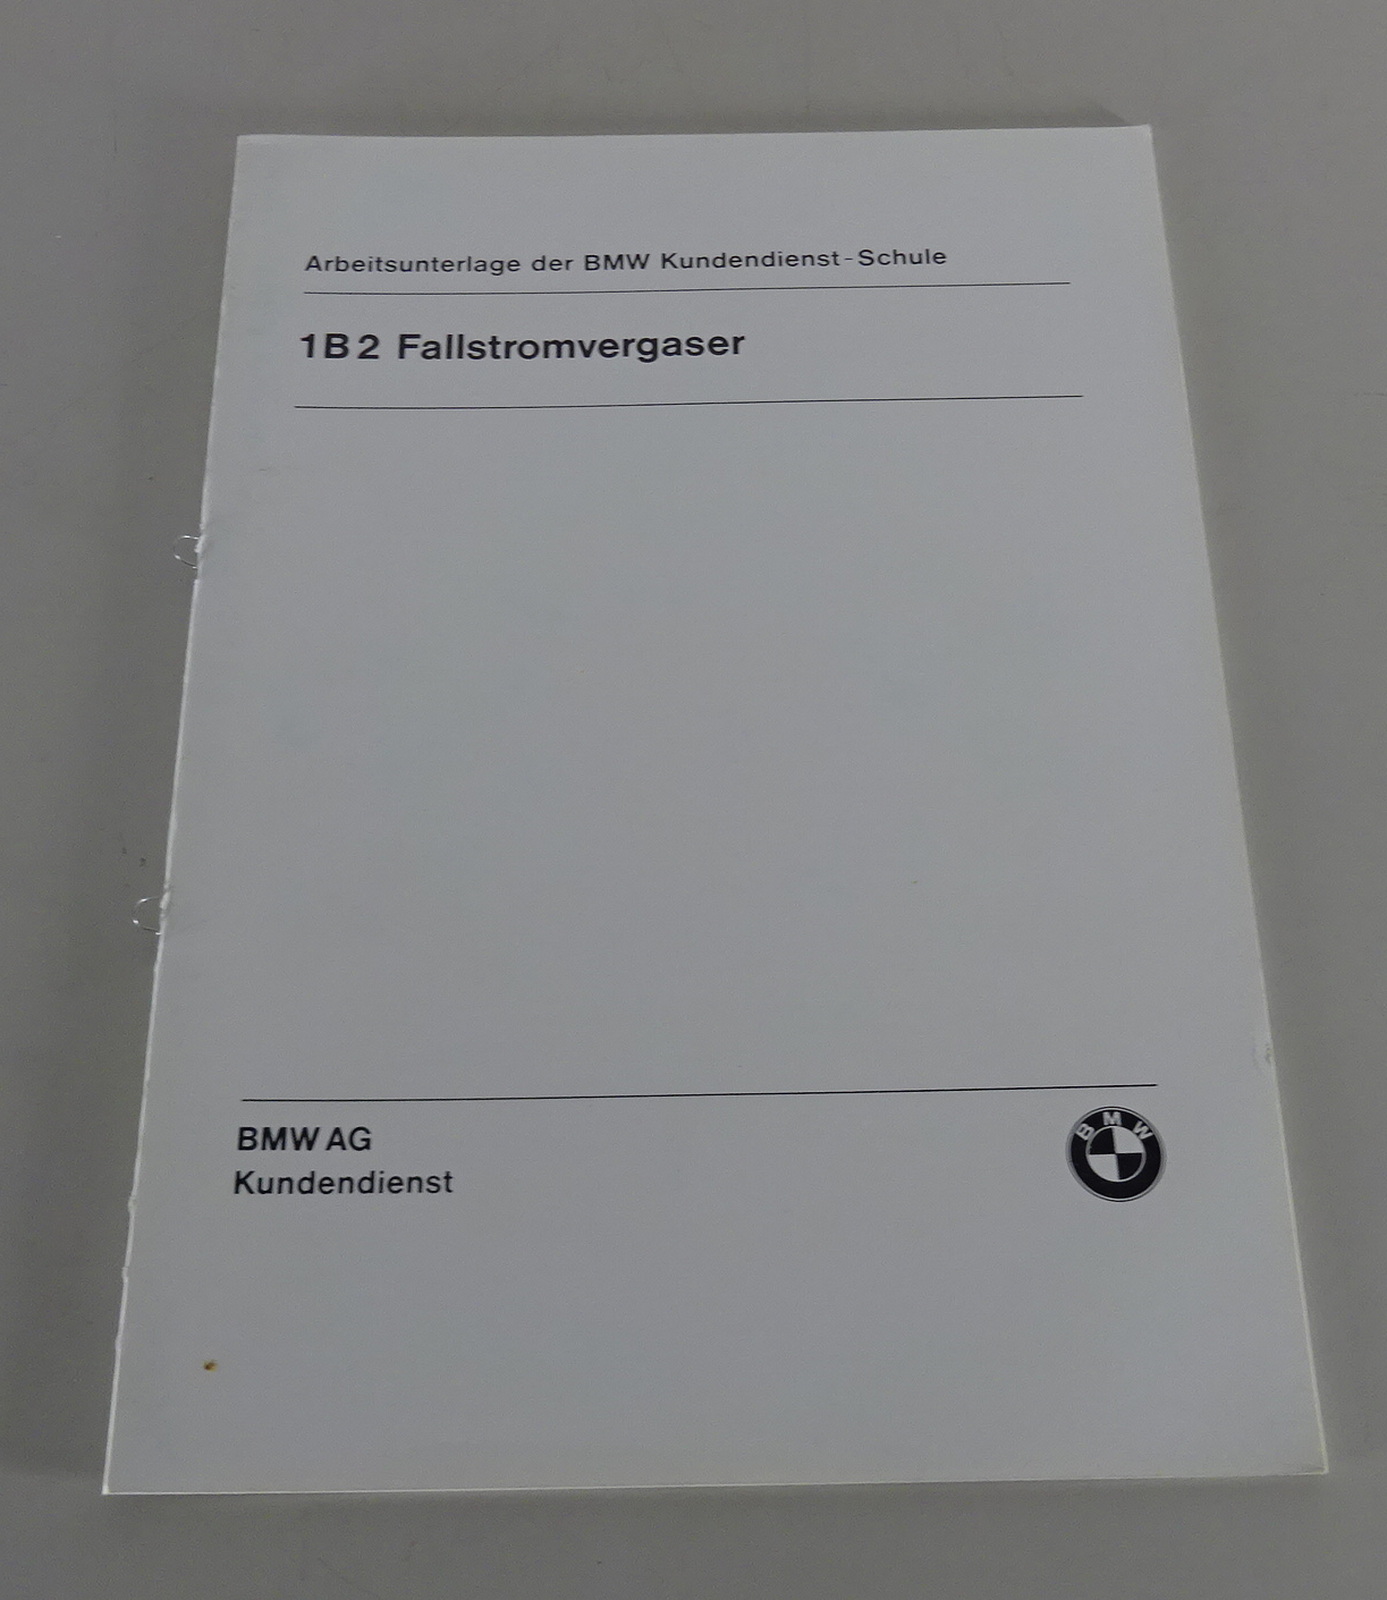 Arbeitsunterlage der BMW Kundendienst-Schule
1B2 Fallstromvergaser
BMW AG
Kundendienst
BMW